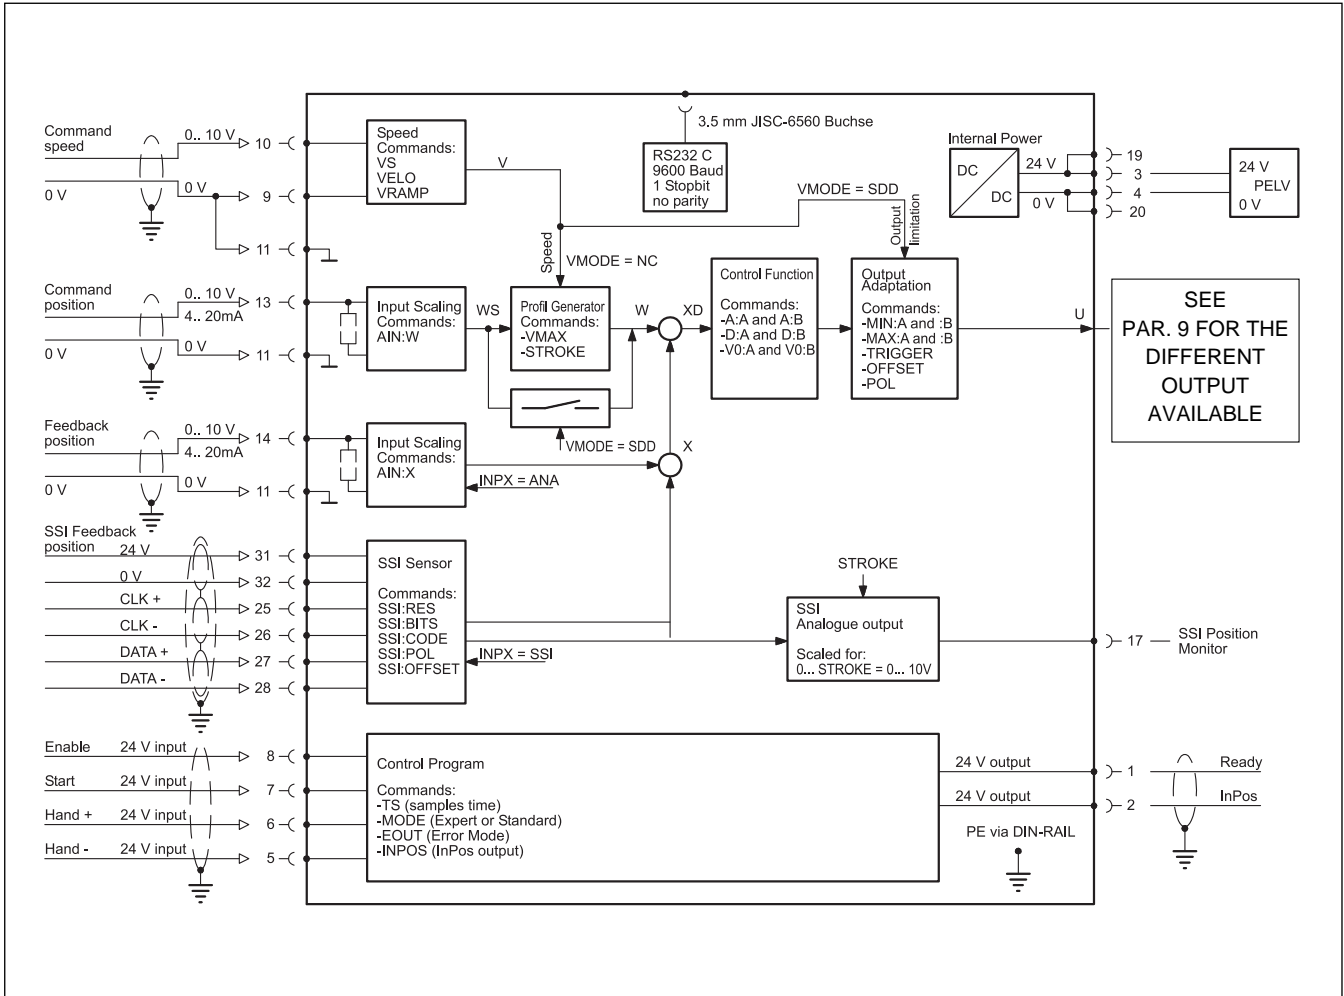 Command
speed
0.. 10 V
10
0 V
0 V
9
11
Speed
Commands:
VS
VELO
VRAMP
V
3.5 mm JISC-6560 Buchse
RS232 C
9600 Baud
1 Stopbit
no parity
Internal Power
DC
DC
24 V
0 V
19
3
4
20
24 V
PELV
0 V
VMODE = SDD
Output
limitation
Speed
VMODE = NC
Command
position
0.. 10 V
4.. 20mA
13
0 V
0 V
11
Input Scaling
Commands:
AIN:W
WS
Profil Generator
Commands:
-VMAX
-STROKE
W
XD
VMODE = SDD
Control Function
Commands:
-A:A and A:B
-D:A and D:B
-V0:A and V0:B
Output
Adaptation
Commands:
-MIN:A and :B
-MAX:A and :B
-TRIGGER
-OFFSET
-POL
U
SEE
PAR. 9 FOR THE
DIFFERENT
OUTPUT
AVAILABLE
Feedback
position
0.. 10 V
4.. 20mA
14
0 V
0 V
11
Input Scaling
Commands:
AIN:X
INPX = ANA
X
SSI Feedback
position
24 V
31
0 V
32
CLK +
25
CLK -
26
DATA +
27
DATA -
28
SSI Sensor
Commands:
SSI:RES
SSI:BITS
SSI:CODE
SSI:POL
SSI:OFFSET
INPX = SSI
STROKE
SSI
Analogue output
Scaled for:
0... STROKE = 0... 10V
17
SSI Position
Monitor
Enable
24 V input
8
Start
24 V input
7
Hand +
24 V input
6
Hand -
24 V input
5
Control Program
Commands:
-TS (samples time)
-MODE (Expert or Standard)
-EOUT (Error Mode)
-INPOS (InPos output)
24 V output
1
Ready
24 V output
2
InPos
PE via DIN-RAIL